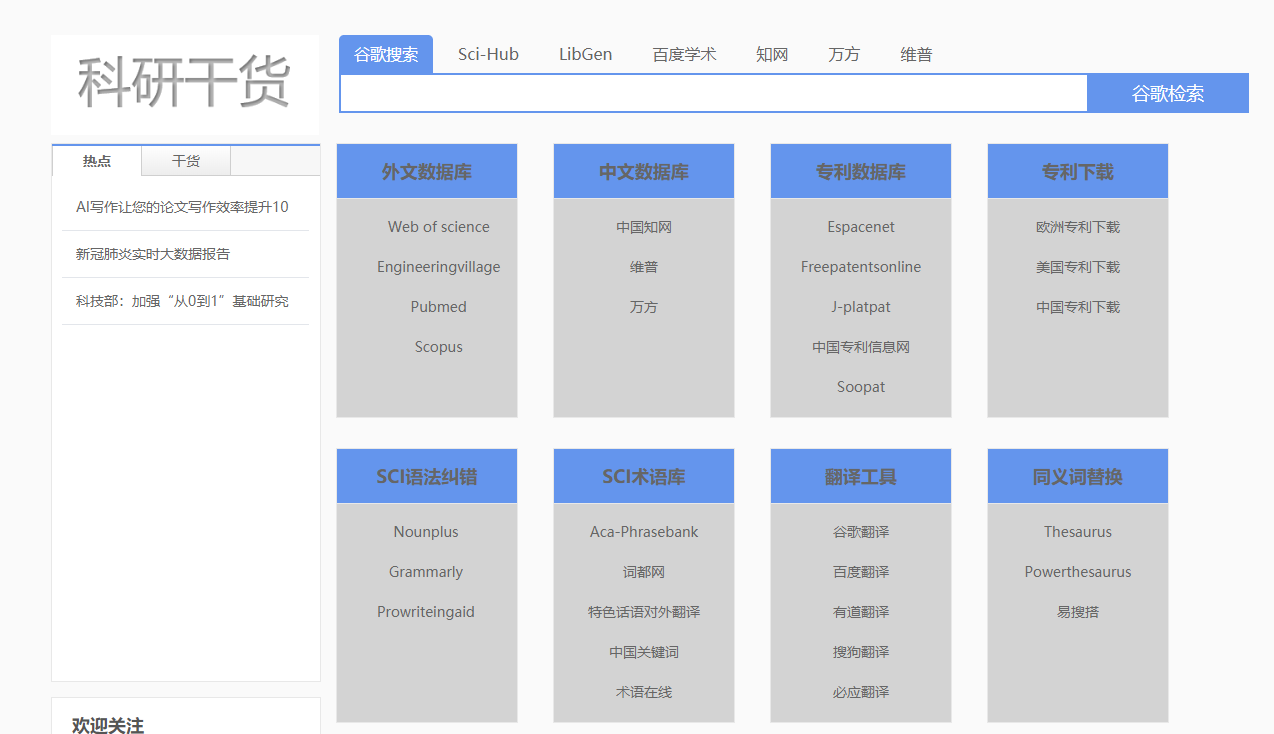 科研干货
谷歌搜索 Sci-Hub LibGen 百度学术 知网 万方 维普
谷歌检索
热点 干货
AI写作让您的论文写作效率提升10
新冠肺炎实时大数据报告
科技部：加强“从0到1”基础研究
欢迎关注
外文数据库
Web of science
Engineeringvillage
Pubmed
Scopus
中文数据库
中国知网
维普
万方
专利数据库
Espacenet
Freepatentsonline
J-platpat
中国专利信息网
Soopat
专利下载
欧洲专利下载
美国专利下载
中国专利下载
SCI语法纠错
Nounplus
Grammarly
Prowriteingaid
SCI术语库
Aca-Phrasebank
词都网
特色话语对外翻译
中国关键词
术语在线
翻译工具
谷歌翻译
百度翻译
有道翻译
搜狗翻译
必应翻译
同义词替换
Thesaurus
Powerthesaurus
易搜搭